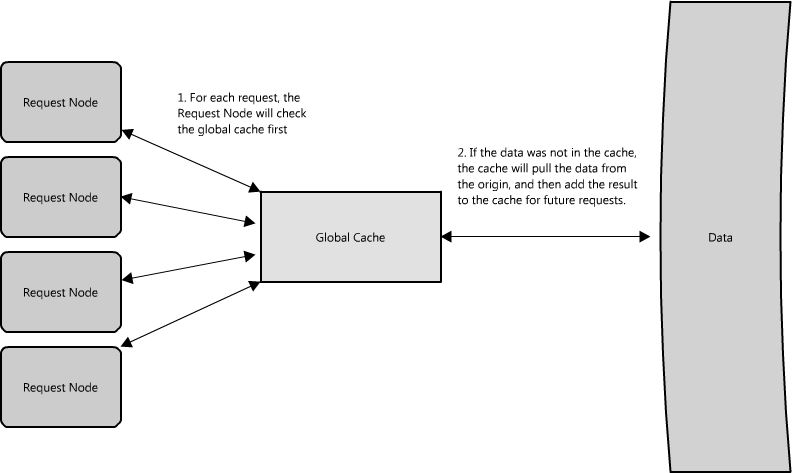 Request Node
1. For each request, the
Request Node will check
the global cache first
2. If the data was not in the cache,
the cache will pull the data from
the origin, and then add the result
to the cache for future requests.
Request Node
Global Cache
Data
Request Node
Request Node